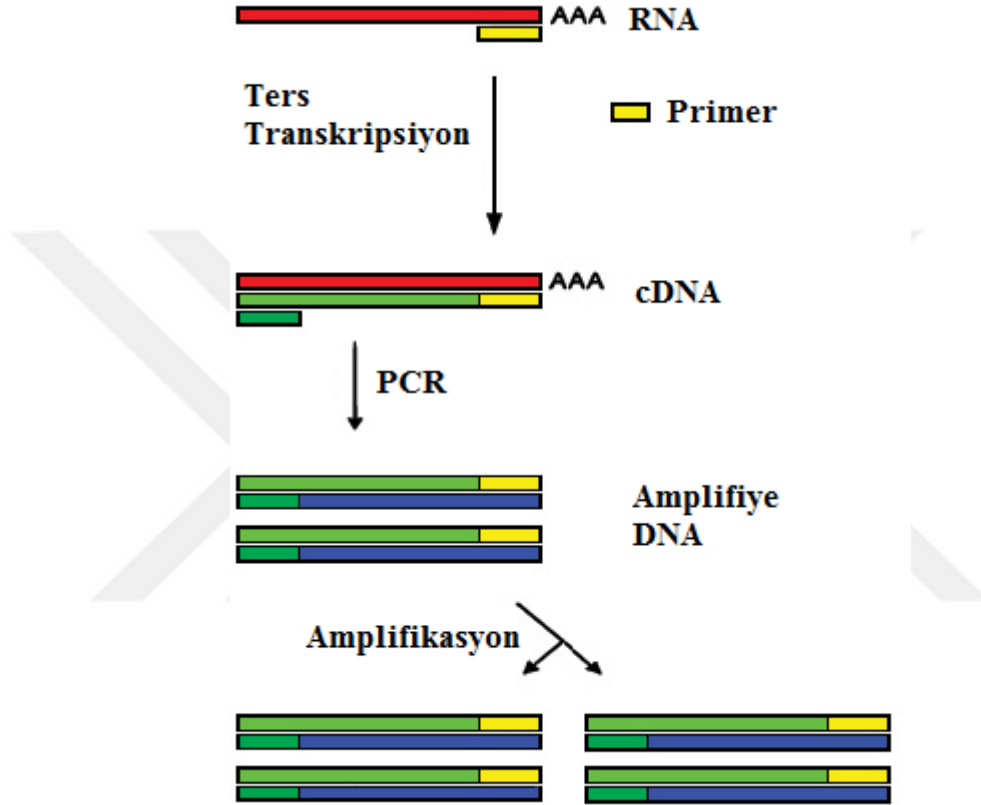 AAA RNA
Ters
Transkripsiyon
Primer
AAA
cDNA
PCR
Amplifiye
DNA
Amplifikasyon